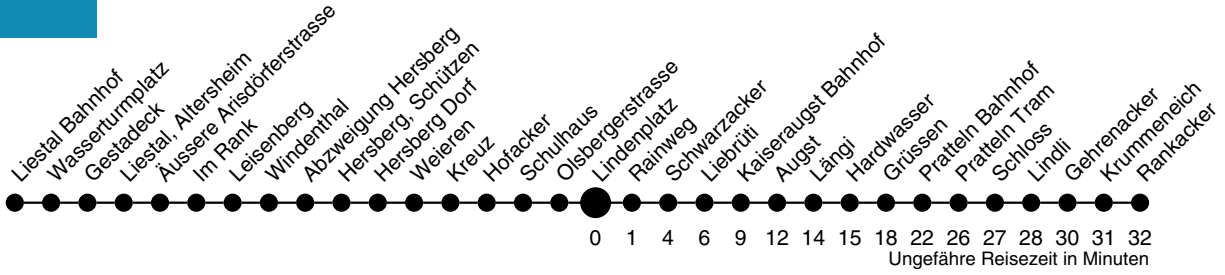 Liestal Bahnhof
Wasserturmplatz
Gestadeck
Liestal, Altersheim
Äussere Arisdörferstrasse
Im Rank
Leisenberg
Windenthal
Abzweigung Hersberg
Hersberg, Schützen
Hersberg Dorf
Weieren
Kreuz
Hofacker
Schulhaus
Olsbergerstrasse
Lindenplatz
Rainweg
Schwarzacker
Liebrüti
Kaiseraugst Bahnhof
Augst
Längi
Hardwasser
Grüssen
Pratteln Bahnhof
Pratteln Tram
Schloss
Lindli
Gehrenacker
Krummeneich
Rankacker
0 1 4 6 9 12 14 15 18 22 26 27 28 30 31 32
Ungefähre Reisezeit in Minuten